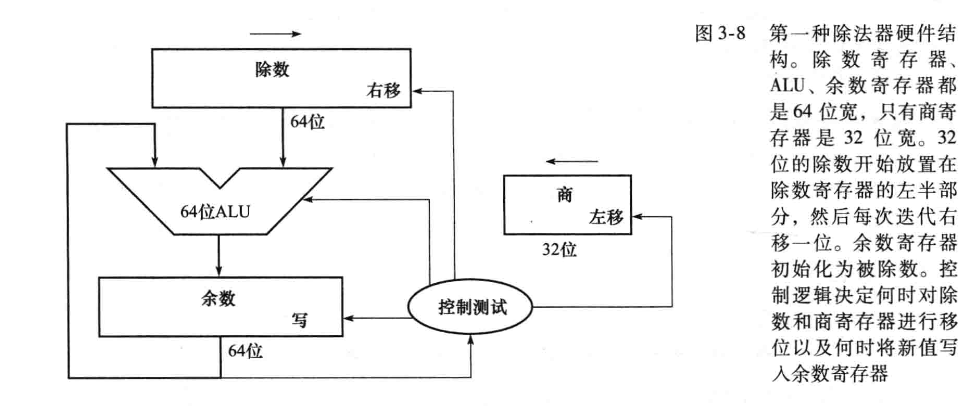 除数
右移
64位
64位ALU
商
左移
32位
余数
写
控制测试
64位
图 3-8 第一种除法器硬件结
构。除数寄存器、
ALU、余数寄存器都
是 64 位宽，只有商寄
存器是 32 位宽。32
位的除数开始放置在
除数寄存器的左半部
分，然后每次迭代右
移一位。余数寄存器
初始化为被除数。控
制逻辑决定何时对除
数和商寄存器进行移
位以及何时将新值写
入余数寄存器